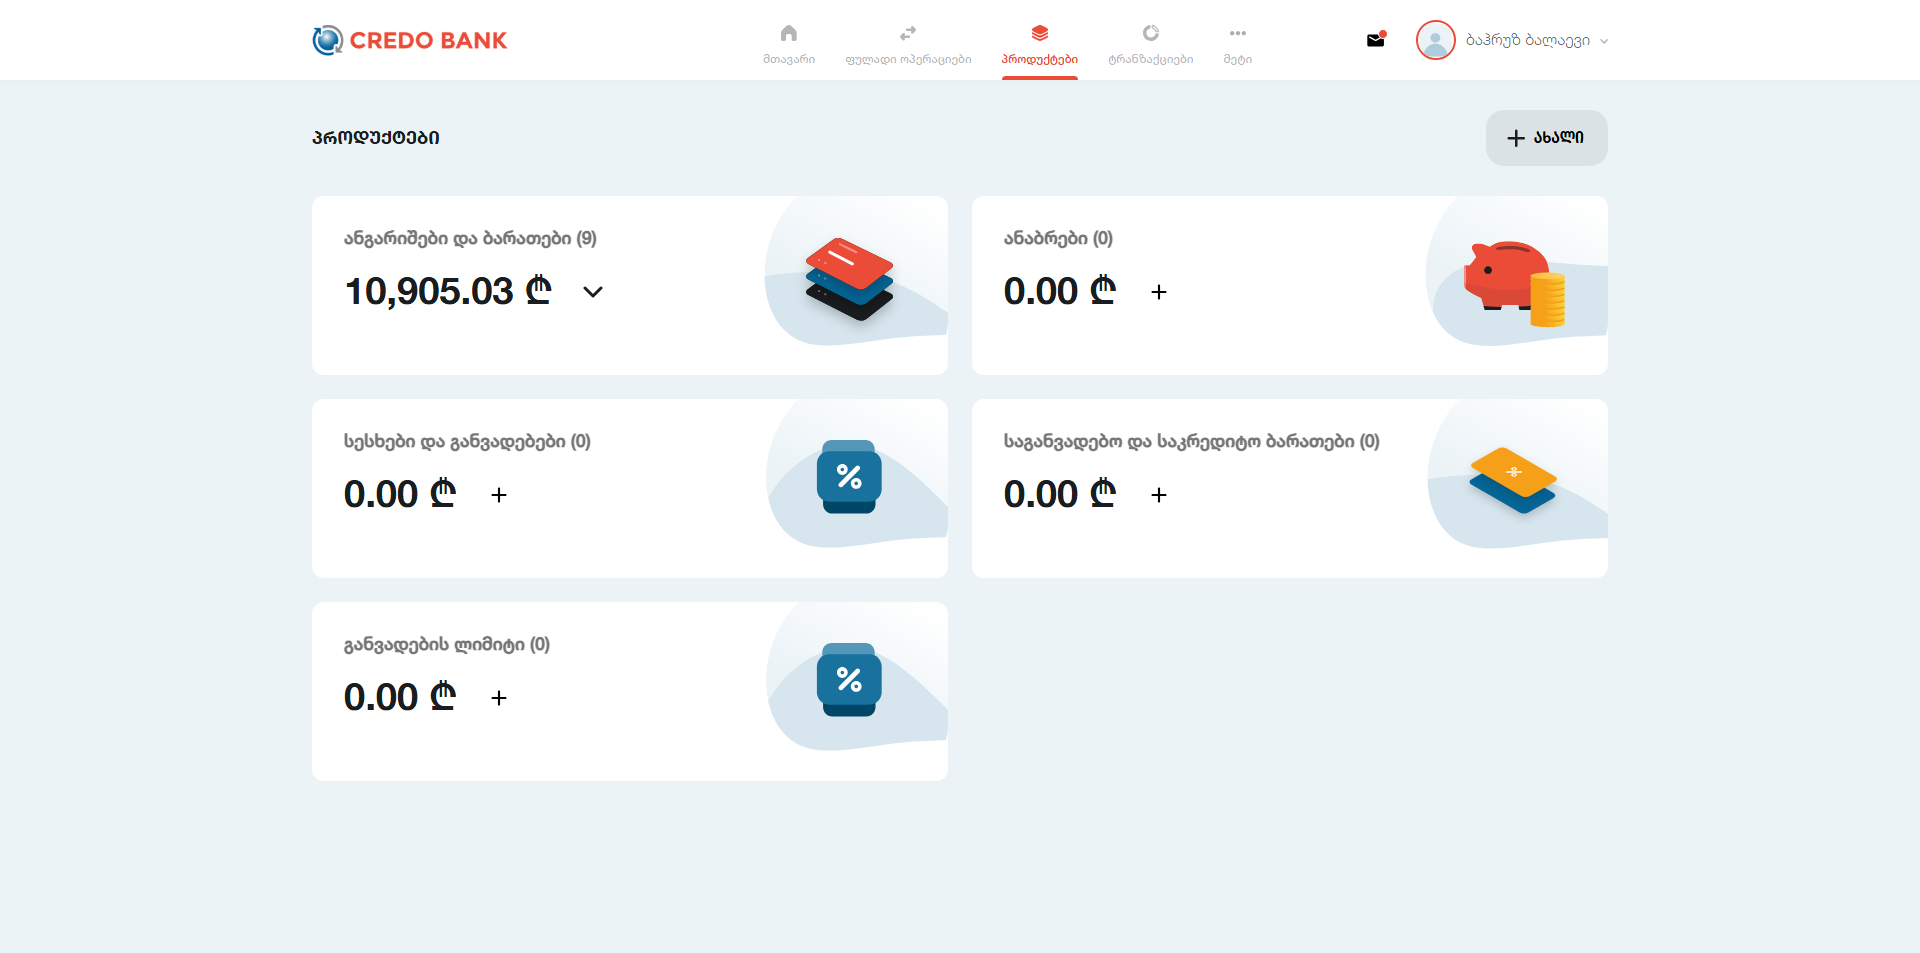 CREDO BANK
მთავარი
ფულადი ოპერაციები
პროდუქტები
ტრანზაქციები
მეტი
ბაჰრუზ ბალაევი
პროდუქტები
ახალი
ანგარიშები და ბარათები (9)
10,905.03 ₾
ანაბრები (0)
0.00 ₾
სესხები და განვადებები (0)
0.00 ₾
საგანვადებო და საკრედიტო ბარათები (0)
0.00 ₾
განვადების ლიმიტი (0)
0.00 ₾